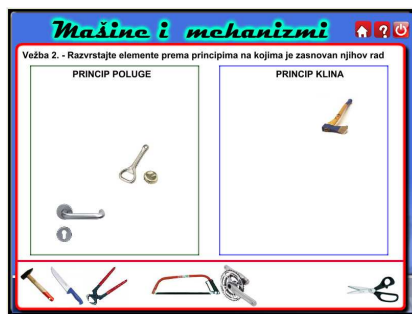 Mašine i mehanizmi
Vežba 2. - Razvrstajte elemente prema principima na kojima je zasnovan njihov rad
PRINCIP POLUGE
PRINCIP KLINA